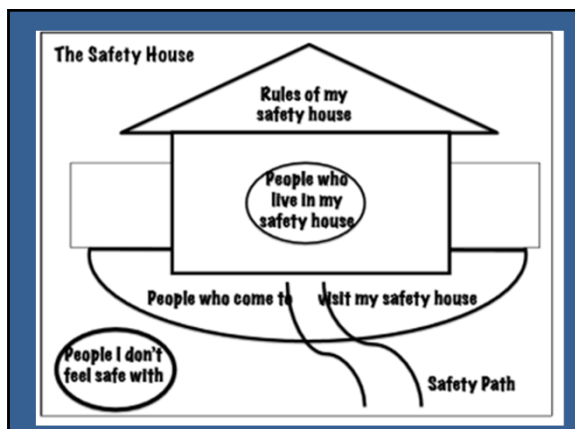 The Safety House
Rules of my
safety house
People who
live in my
safety house
People who come to visit my safety house
People I don't
feel safe with
Safety Path